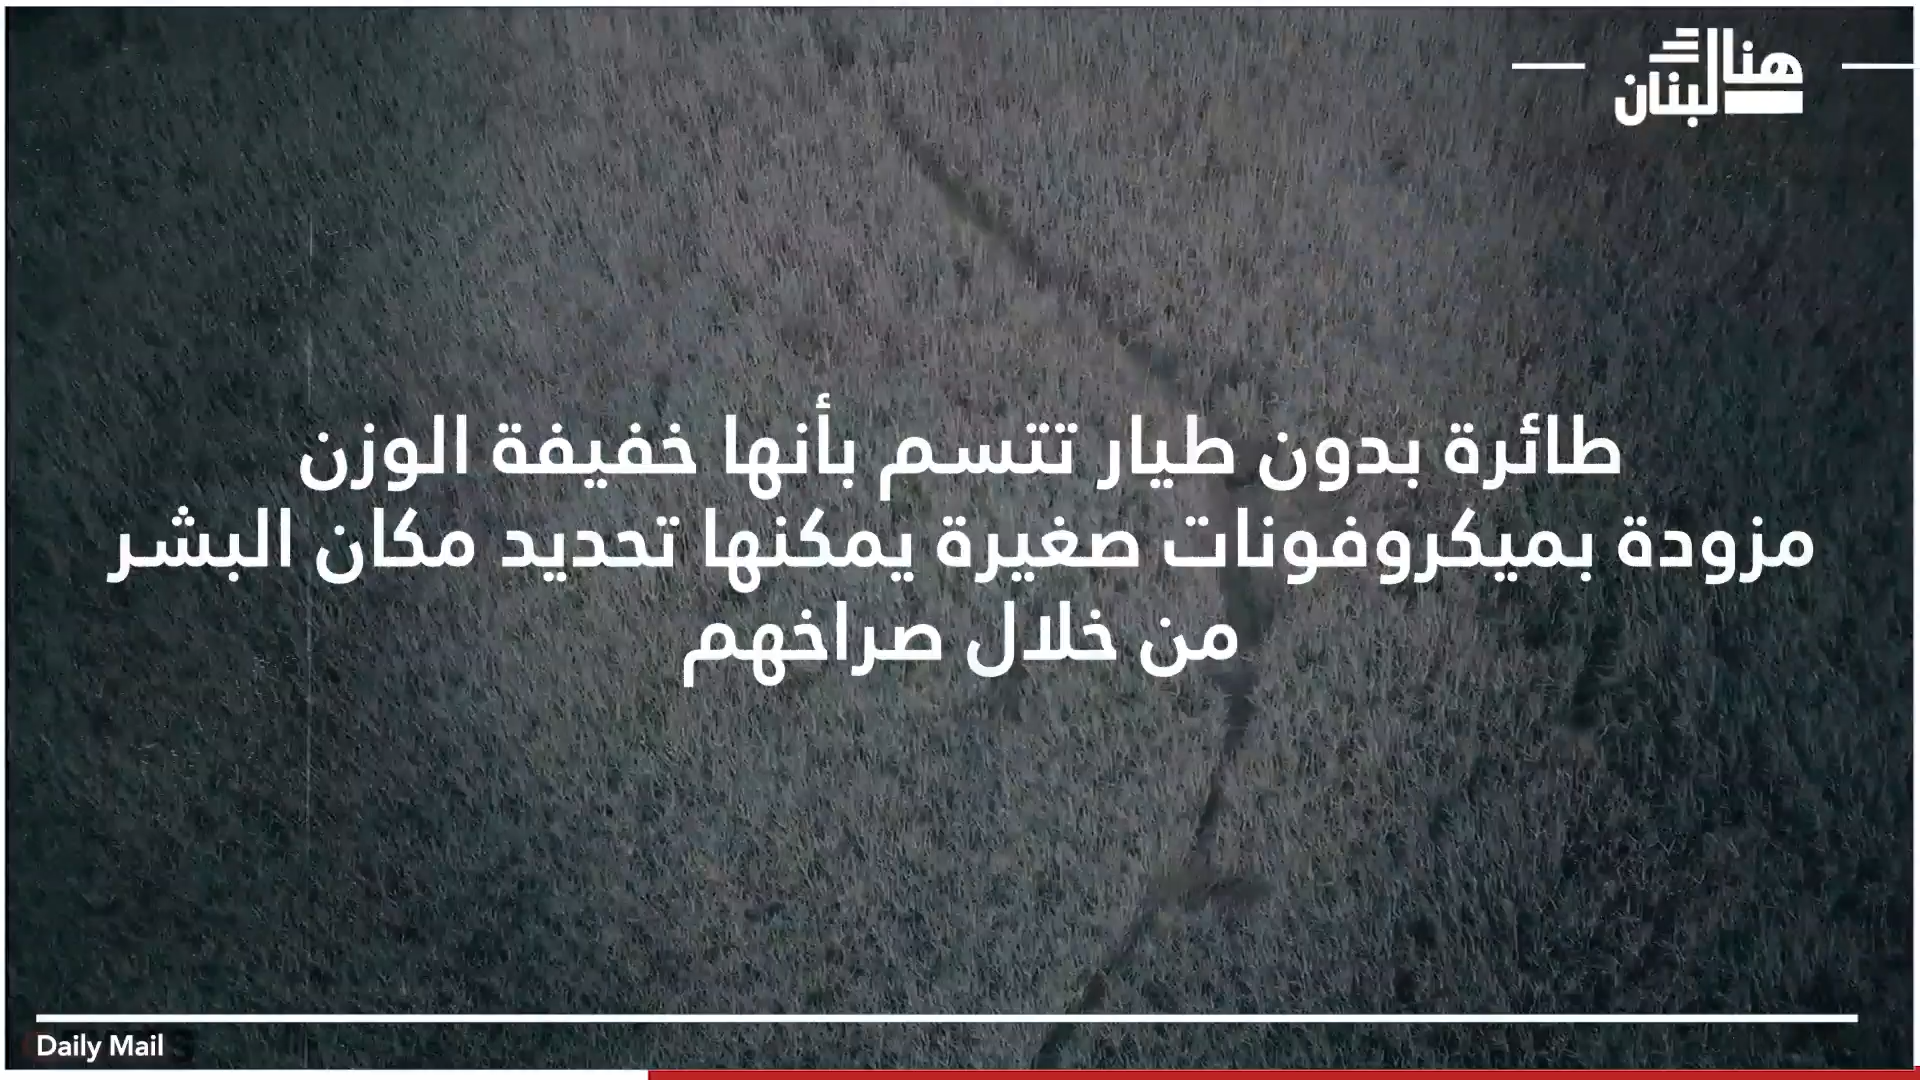 هنا لبنان
طائرة بدون طيار تتسم بأنها خفيفة الوزن
مزودة بميكروفونات صغيرة يمكنها تحديد مكان البشر
من خلال صراخهم
Daily Mail